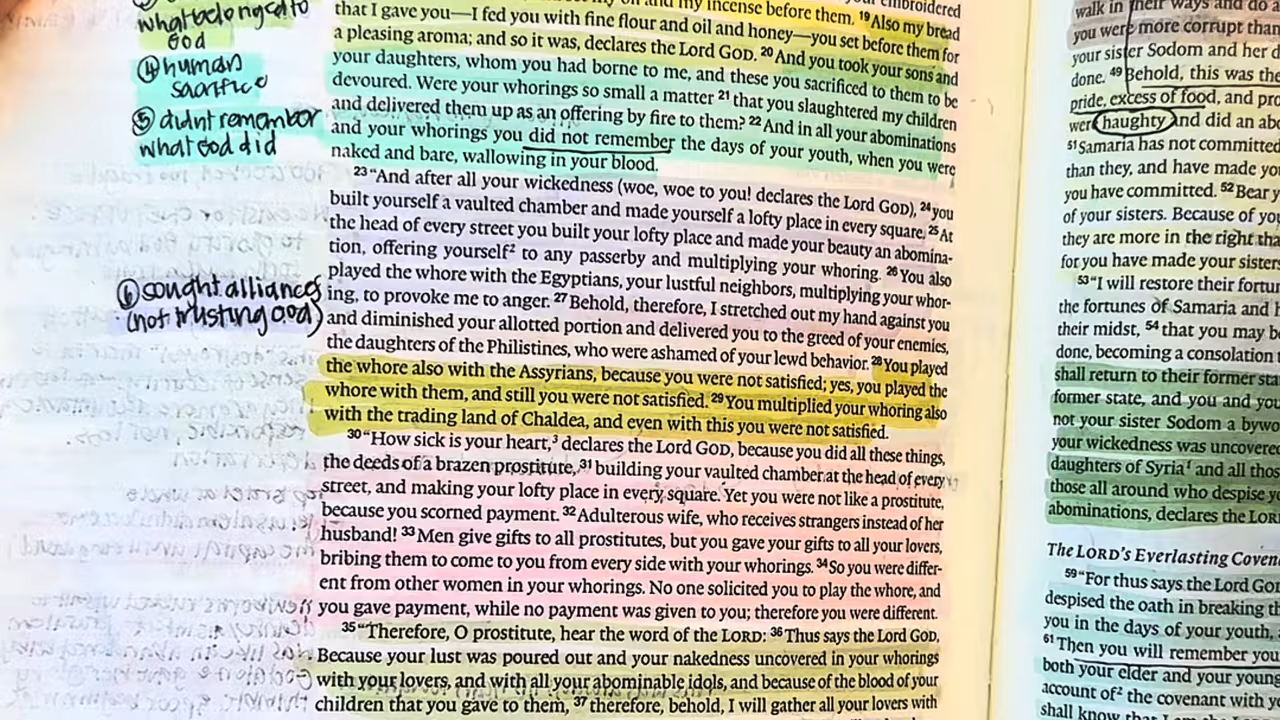 what belonged to
God
④ human
sacrifice
⑤ didnt remember
what God did
⑥ sought alliances
(not trusting God)
and my incense before them. 19 Also my bread
that I gave you—I fed you with fine flour and oil and honey—you set before them for
a pleasing aroma; and so it was, declares the Lord GOD. 20 And you took your sons and
your daughters, whom you had borne to me, and these you sacrificed to them to be
devoured. Were your whorings so small a matter 21 that you slaughtered my children
and delivered them up as an offering by fire to them? 22 And in all your abominations
and your whorings you did not remember the days of your youth, when you were
naked and bare, wallowing in your blood.
23 “And after all your wickedness (woe, woe to you! declares the Lord GOD), 24 you
built yourself a vaulted chamber and made yourself a lofty place in every square. 25 At
the head of every street you built your lofty place and made your beauty an abomina-
tion, offering yourself2 to any passerby and multiplying your whoring. 26 You also
played the whore with the Egyptians, your lustful neighbors, multiplying your whor-
ing, to provoke me to anger. 27 Behold, therefore, I stretched out my hand against you
and diminished your allotted portion and delivered you to the greed of your enemies,
the daughters of the Philistines, who were ashamed of your lewd behavior. 28 You played
the whore also with the Assyrians, because you were not satisfied; yes, you played the
whore with them, and still you were not satisfied. 29 You multiplied your whoring also
with the trading land of Chaldea, and even with this you were not satisfied.
30 “How sick is your heart,3 declares the Lord GOD, because you did all these things,
the deeds of a brazen prostitute, 31 building your vaulted chamber at the head of every
street, and making your lofty place in every square. Yet you were not like a prostitute,
because you scorned payment. 32 Adulterous wife, who receives strangers instead of her
husband! 33 Men give gifts to all prostitutes, but you gave your gifts to all your lovers,
bribing them to come to you from every side with your whorings. 34 So you were differ-
ent from other women in your whorings. No one solicited you to play the whore, and
you gave payment, while no payment was given to you; therefore you were different.
35 “Therefore, O prostitute, hear the word of the LORD: 36 Thus says the Lord GOD,
Because your lust was poured out and your nakedness uncovered in your whorings
with your lovers, and with all your abominable idols, and because of the blood of your
children that you gave to them, 37 therefore, behold, I will gather all your lovers with
walk in their ways and do a
you were more corrupt than
your sister Sodom and her d
done. 49 Behold, this was the
pride, excess of food, and pro
were haughty and did an abo
51 Samaria has not committed
than they, and have made yo
you have committed. 52 Bear y
of your sisters. Because of yo
they are more in the right tha
for you have made your sisters
53 “I will restore their fortun
the fortunes of Samaria and
their midst, 54 that you may b
done, becoming a consolation
shall return to their former sta
former state, and you and you
not your sister Sodom a bywo
your wickedness was uncovered
daughters of Syria1 and all thos
those all around who despise yo
abominations, declares the LORD
The LORD’s Everlasting Coven
59 “For thus says the Lord GO
despised the oath in breaking th
you in the days of your youth,
61 Then you will remember you
both your elder and your young
account of2 the covenant with yo